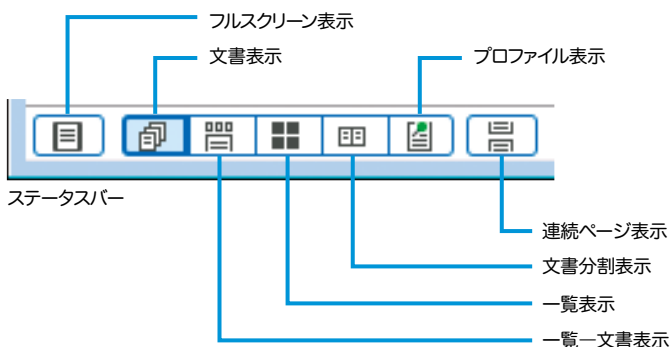 フルスクリーン表示
文書表示
プロファイル表示
ステータスバー
連続ページ表示
文書分割表示
一覧表示
一覧―文書表示